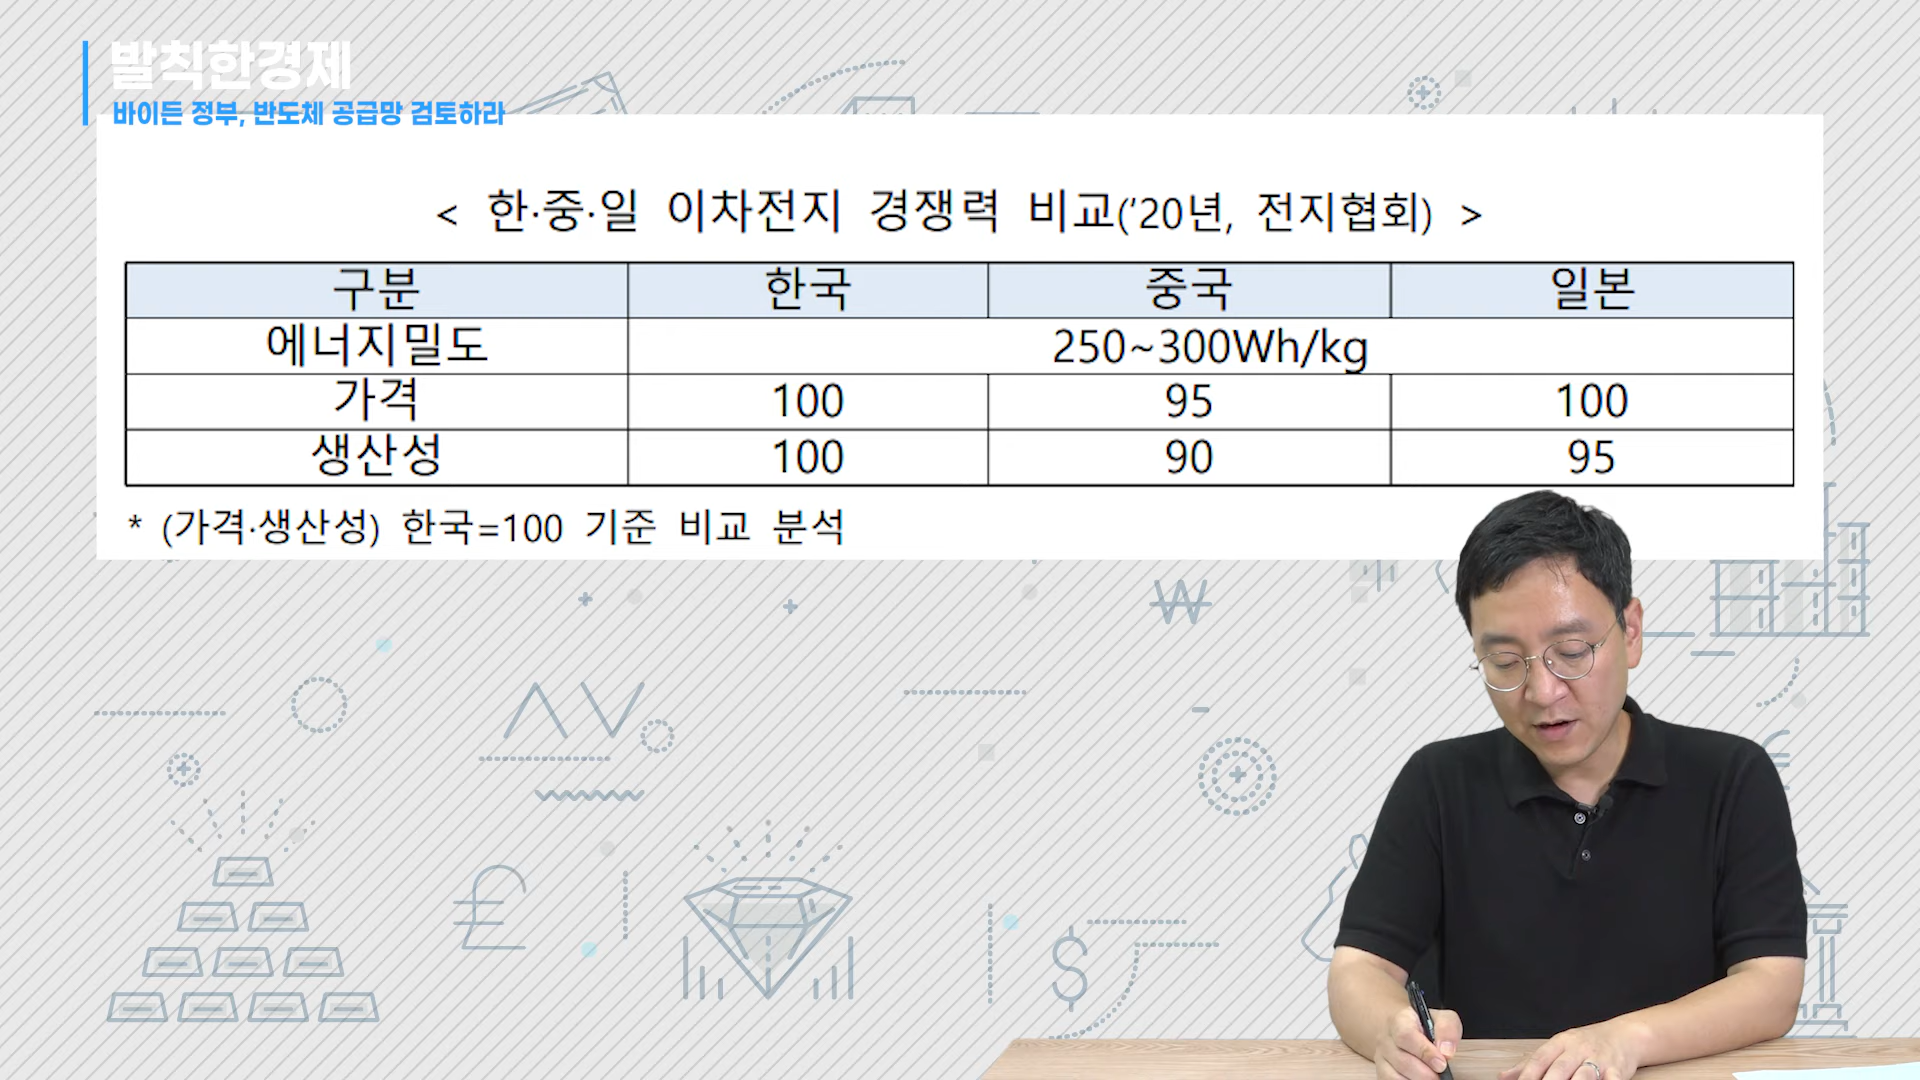 발칙한경제
바이든 정부, 반도체 공급망 검토하라
< 한·중·일 이차전지 경쟁력 비교('20년, 전지협회) >
구분 한국 중국 일본
에너지밀도 250~300Wh/kg
가격 100 95 100
생산성 100 90 95
* (가격·생산성) 한국=100 기준 비교 분석